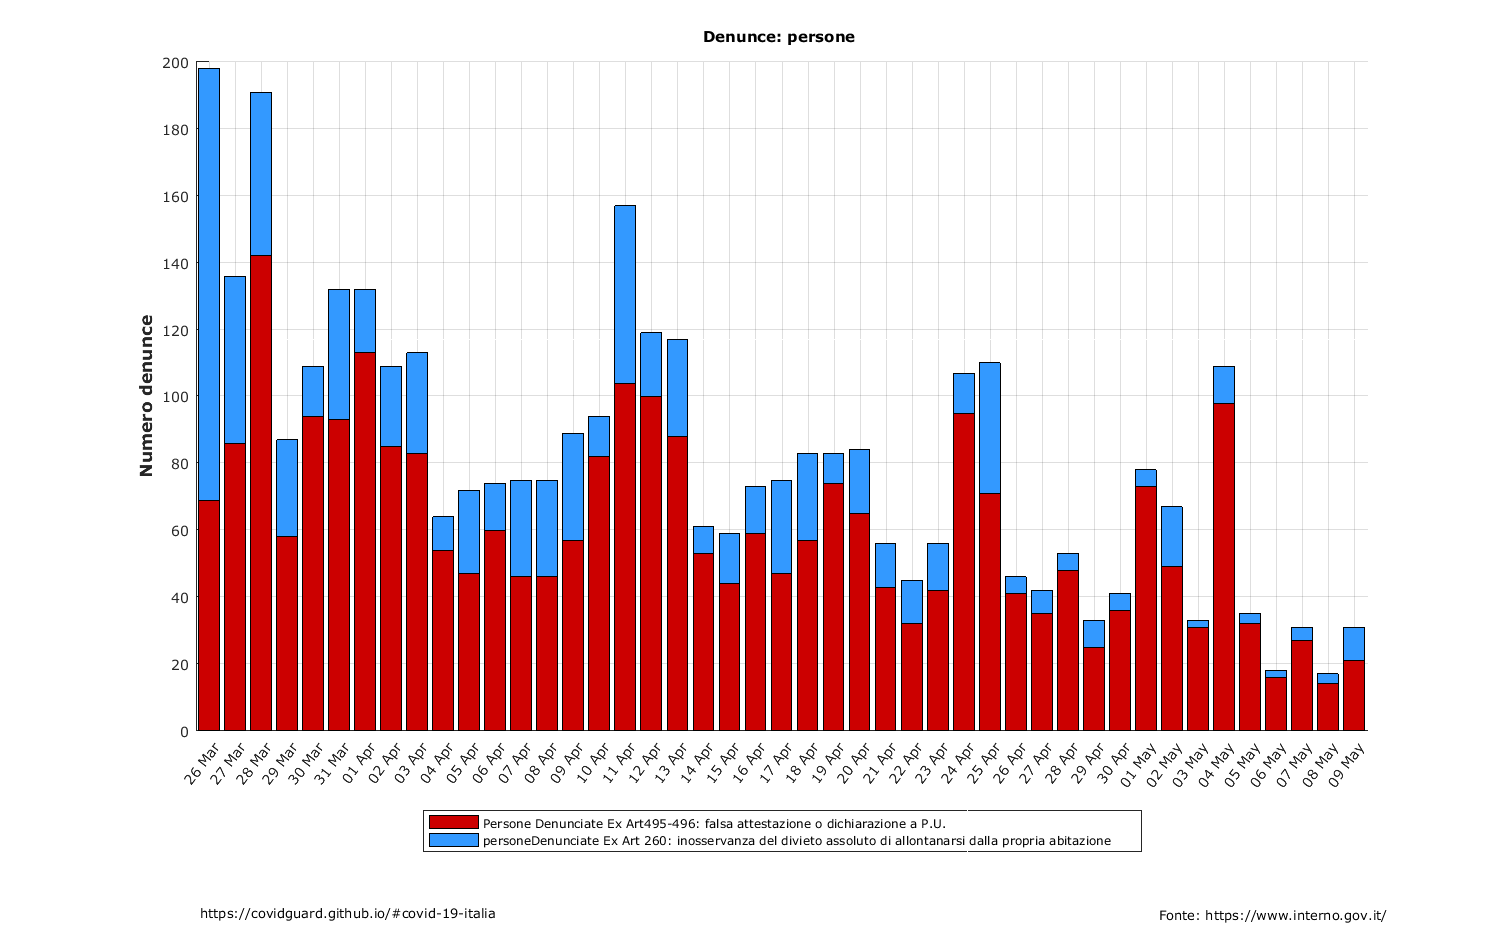 Denunce: persone
Numero denunce
200
180
160
140
120
100
80
60
40
20
0
26 Mar
27 Mar
28 Mar
29 Mar
30 Mar
31 Mar
01 Apr
02 Apr
03 Apr
04 Apr
05 Apr
06 Apr
07 Apr
08 Apr
09 Apr
10 Apr
11 Apr
12 Apr
13 Apr
14 Apr
15 Apr
16 Apr
17 Apr
18 Apr
19 Apr
20 Apr
21 Apr
22 Apr
23 Apr
24 Apr
25 Apr
26 Apr
27 Apr
28 Apr
29 Apr
30 Apr
01 May
02 May
03 May
04 May
05 May
06 May
07 May
08 May
09 May
Persone Denunciate Ex Art495-496: falsa attestazione o dichiarazione a P.U.
personeDenunciate Ex Art 260: inosservanza del divieto assoluto di allontanarsi dalla propria abitazione
https://covidguard.github.io/#covid-19-italia
Fonte: https://www.interno.gov.it/